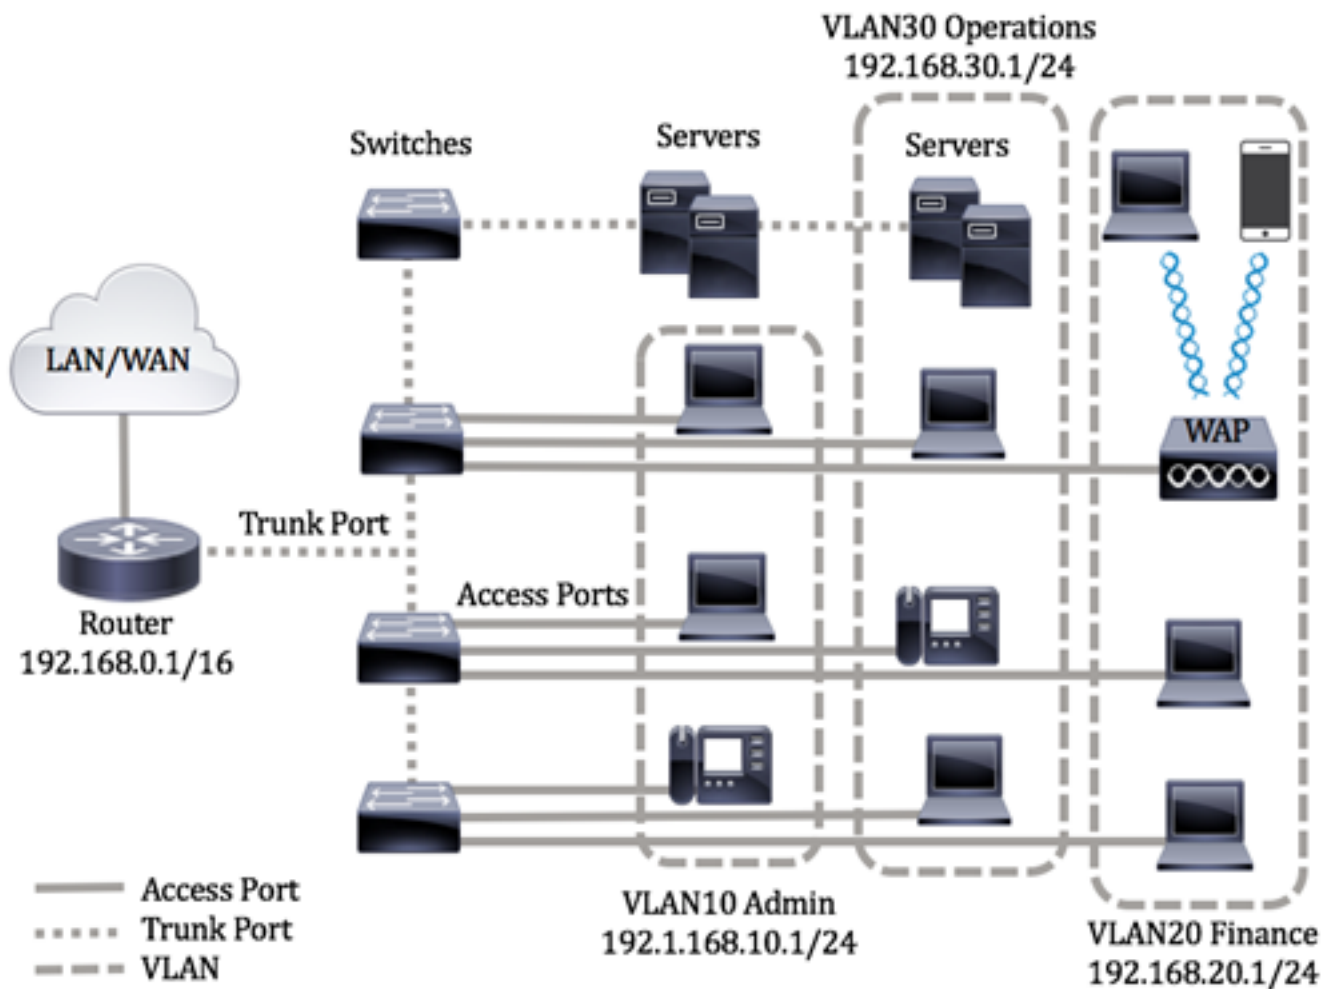 VLAN30 Operations
192.168.30.1/24
Switches
Servers
Servers
LAN/WAN
WAP
Trunk Port
Access Ports
Router
192.168.0.1/16
Access Port
Trunk Port
VLAN
VLAN10 Admin
192.1.168.10.1/24
VLAN20 Finance
192.168.20.1/24